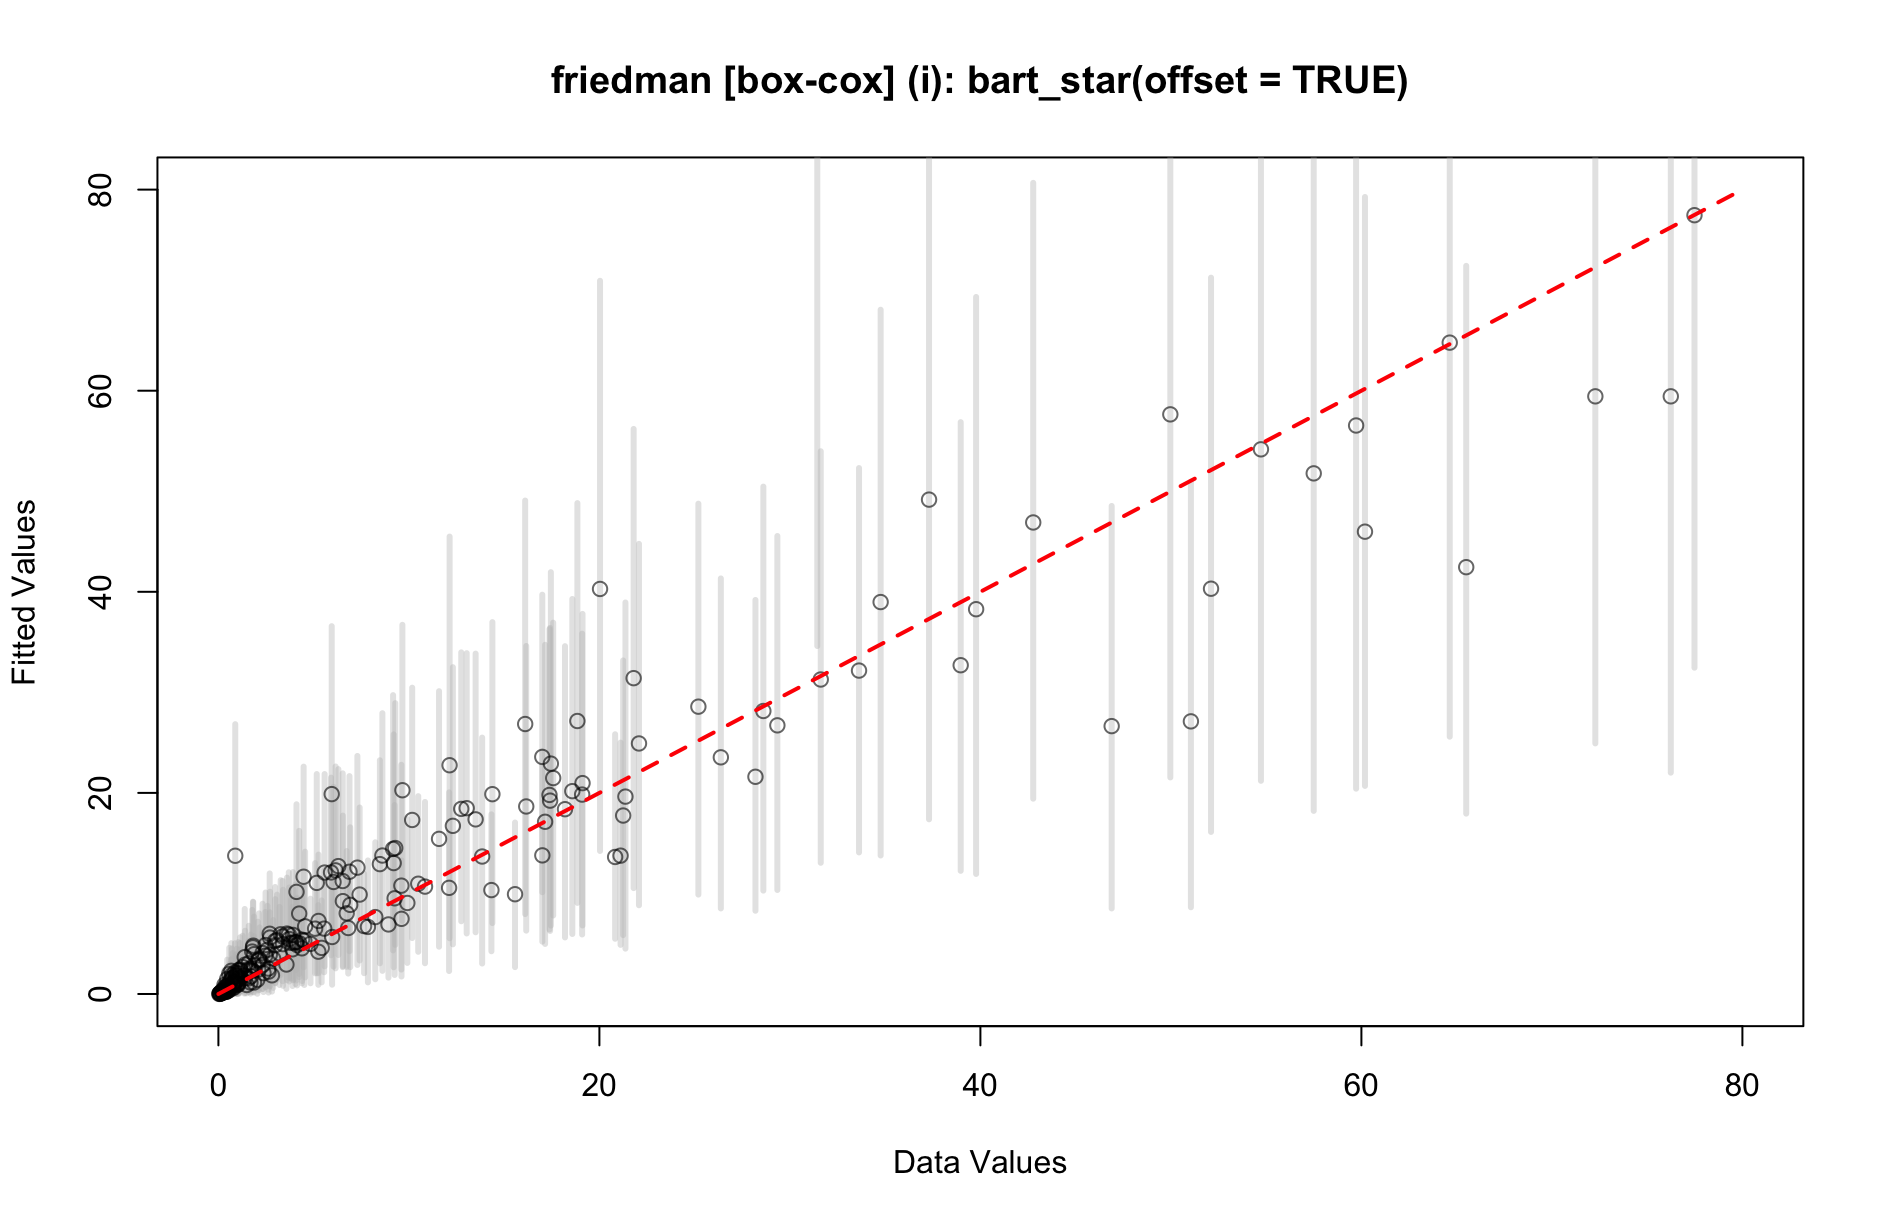 friedman [box-cox] (i): bart_star(offset = TRUE)
80
60
40
20
0
Fitted Values
0 20 40 60 80
Data Values